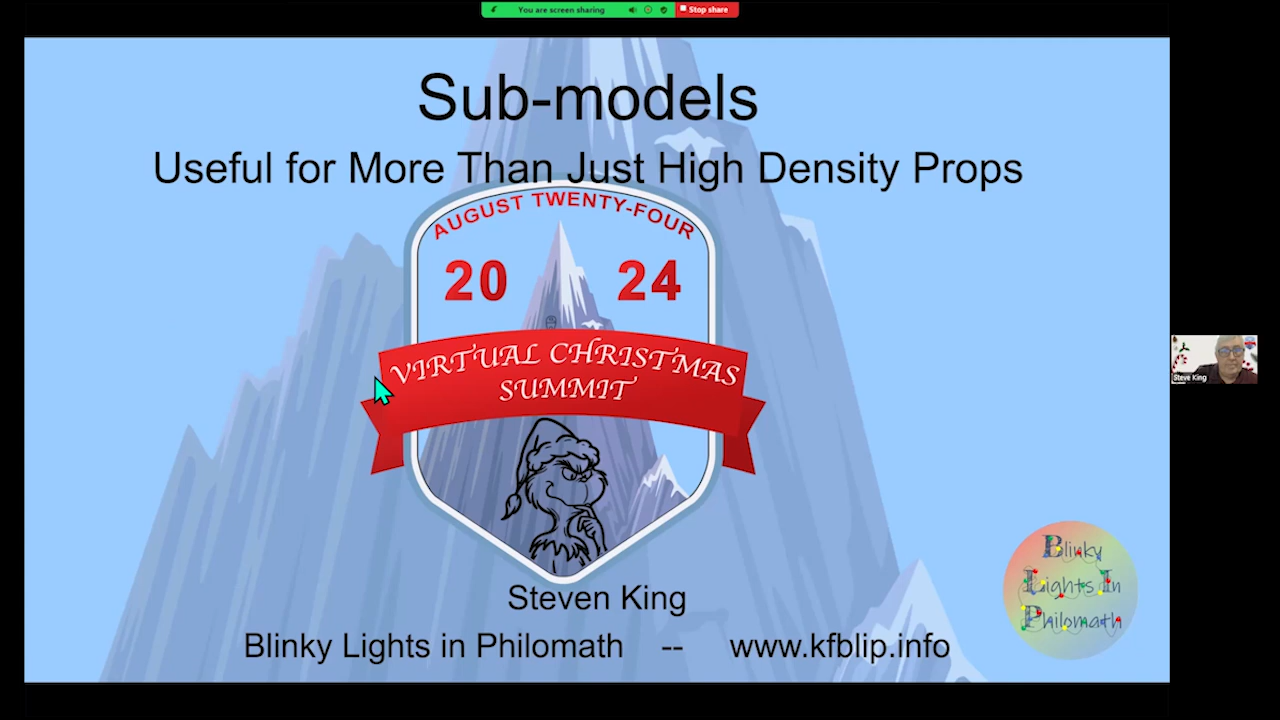 You are screen sharing
Stop share
Sub-models
Useful for More Than Just High Density Props
AUGUST TWENTY-FOUR
20 24
VIRTUAL CHRISTMAS
SUMMIT
Steve King
Steven King
Blinky Lights in Philomath -- www.kfblip.info
Blinky
Lights In
Philomath